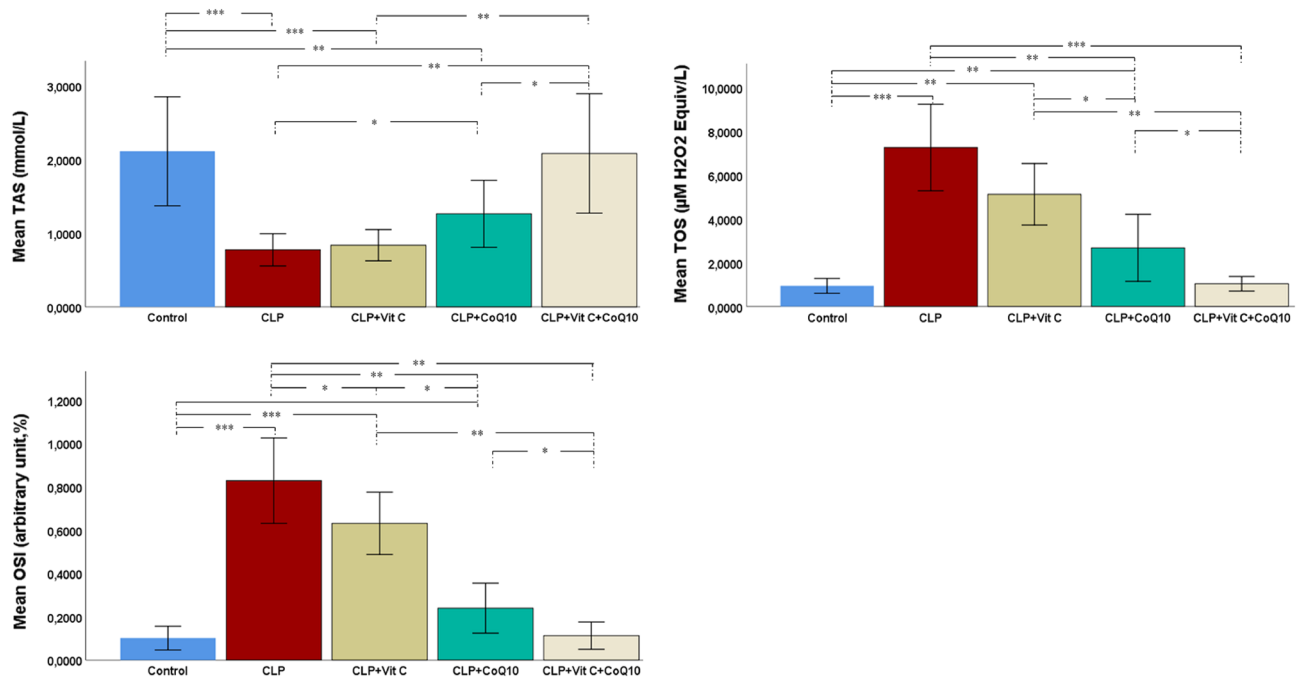 ***
**
***
**
**
*
*
Mean TAS (mmol/L)
3,0000
2,0000
1,0000
0,0000
Control
CLP
CLP+Vit C
CLP+CoQ10
CLP+Vit C+CoQ10
***
**
**
**
***
*
**
*
Mean TOS (µM H2O2 Equiv/L)
10,0000
8,0000
6,0000
4,0000
2,0000
0,0000
Control
CLP
CLP+Vit C
CLP+CoQ10
CLP+Vit C+CoQ10
**
**
*
*
***
***
**
*
Mean OSI (arbitrary unit,%)
1,2000
1,0000
0,8000
0,6000
0,4000
0,2000
0,0000
Control
CLP
CLP+Vit C
CLP+CoQ10
CLP+Vit C+CoQ10